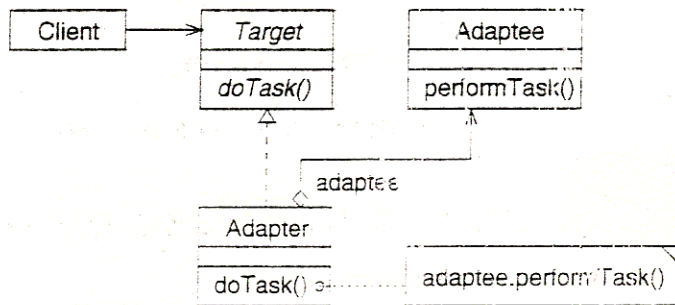 Client
Target
doTask()
Adaptee
performTask()
adaptee
Adapter
doTask()
adaptee.performTask()